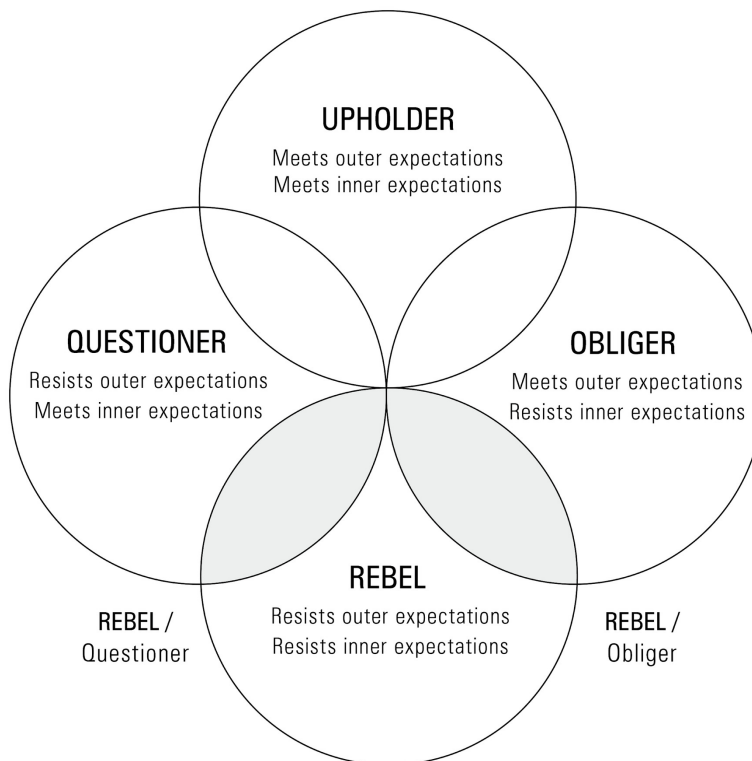 UPHOLDER
Meets outer expectations
Meets inner expectations
QUESTIONER
Resists outer expectations
Meets inner expectations
OBLIGER
Meets outer expectations
Resists inner expectations
REBEL
Resists outer expectations
Resists inner expectations
REBEL /
Questioner
REBEL /
Obliger